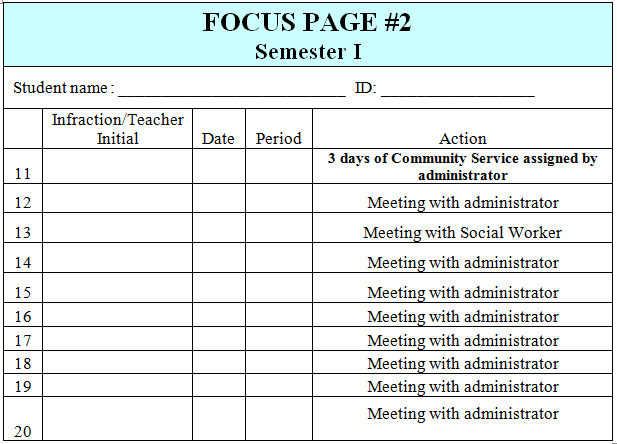 FOCUS PAGE #2
Semester I
Student name : ___________________________ ID: __________________
Infraction/Teacher
Initial Date Period Action
11 3 days of Community Service assigned by
administrator
12 Meeting with administrator
13 Meeting with Social Worker
14 Meeting with administrator
15 Meeting with administrator
16 Meeting with administrator
17 Meeting with administrator
18 Meeting with administrator
19 Meeting with administrator
20 Meeting with administrator